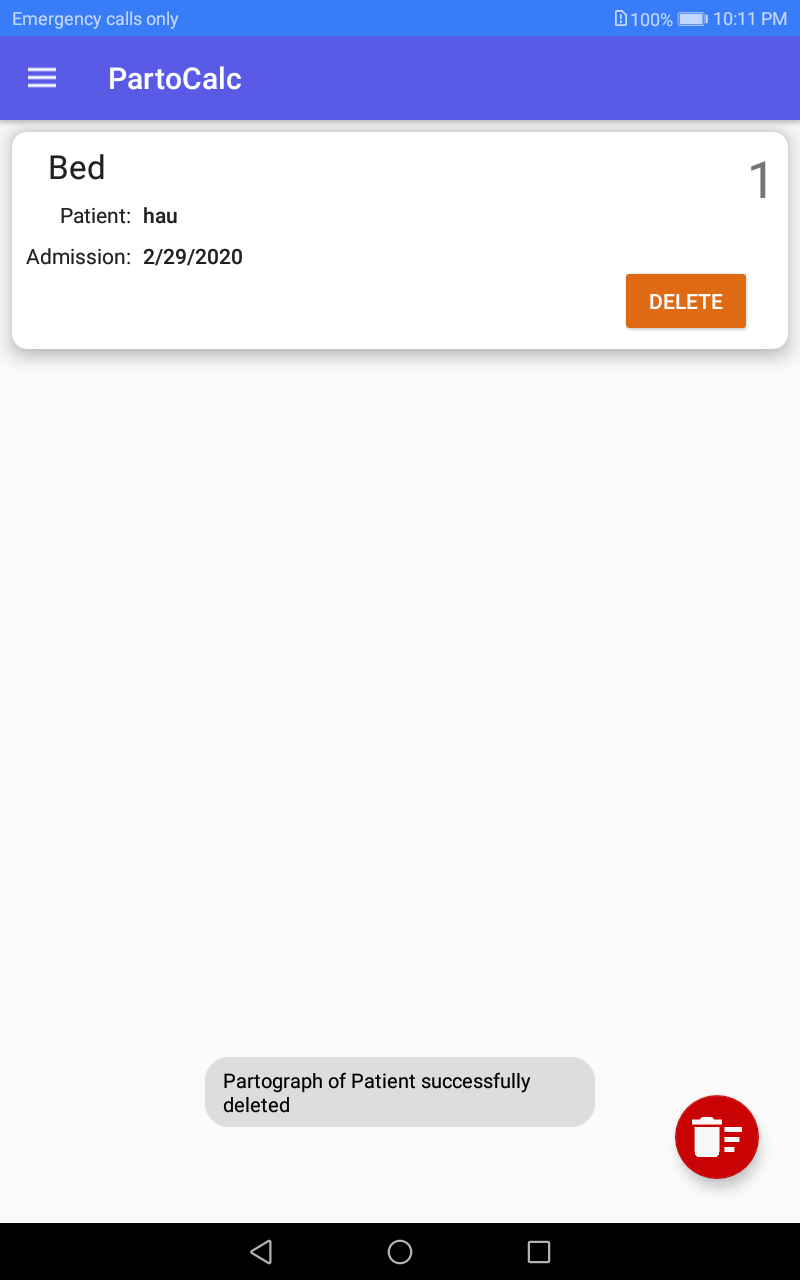 Emergency calls only 100% 10:11 PM
PartoCalc
Bed 1
Patient: hau
Admission: 2/29/2020
DELETE
Partograph of Patient successfully
deleted